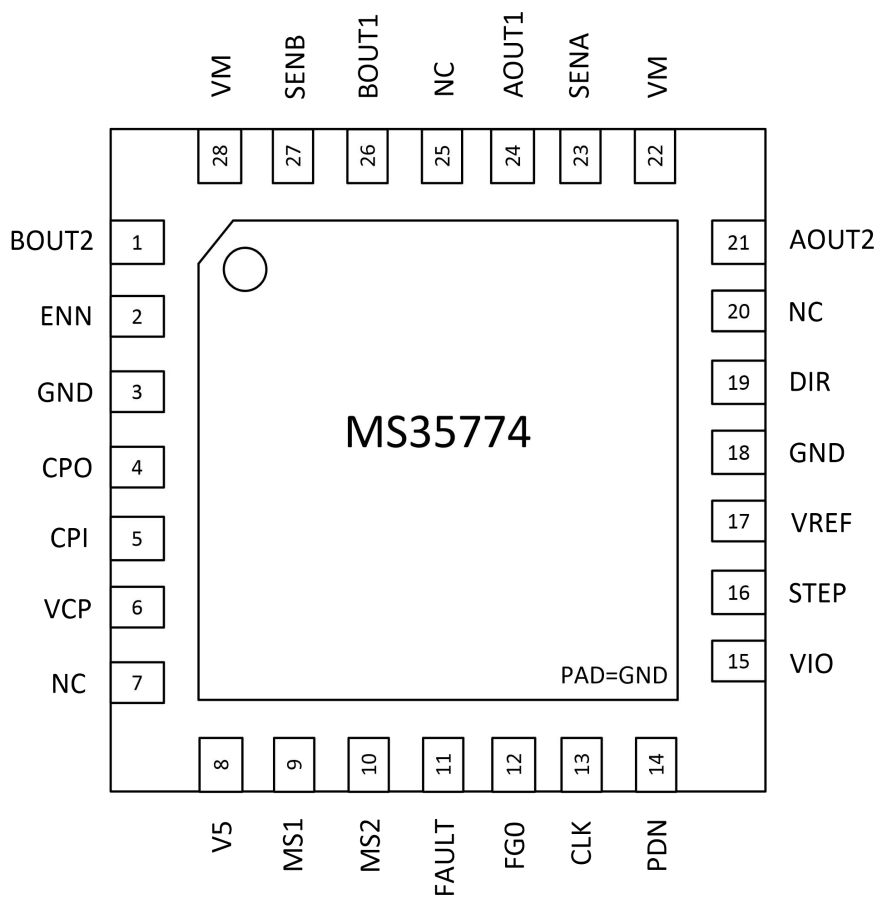 VM
SENB
BOUT1
NC
AOUT1
SENA
VM
28
27
26
25
24
23
22
BOUT2 1
ENN 2
GND 3
CPO 4
CPI 5
VCP 6
NC 7
21 AOUT2
20 NC
19 DIR
18 GND
17 VREF
16 STEP
15 VIO
MS35774
PAD=GND
8
9
10
11
12
13
14
V5
MS1
MS2
FAULT
FG0
CLK
PDN